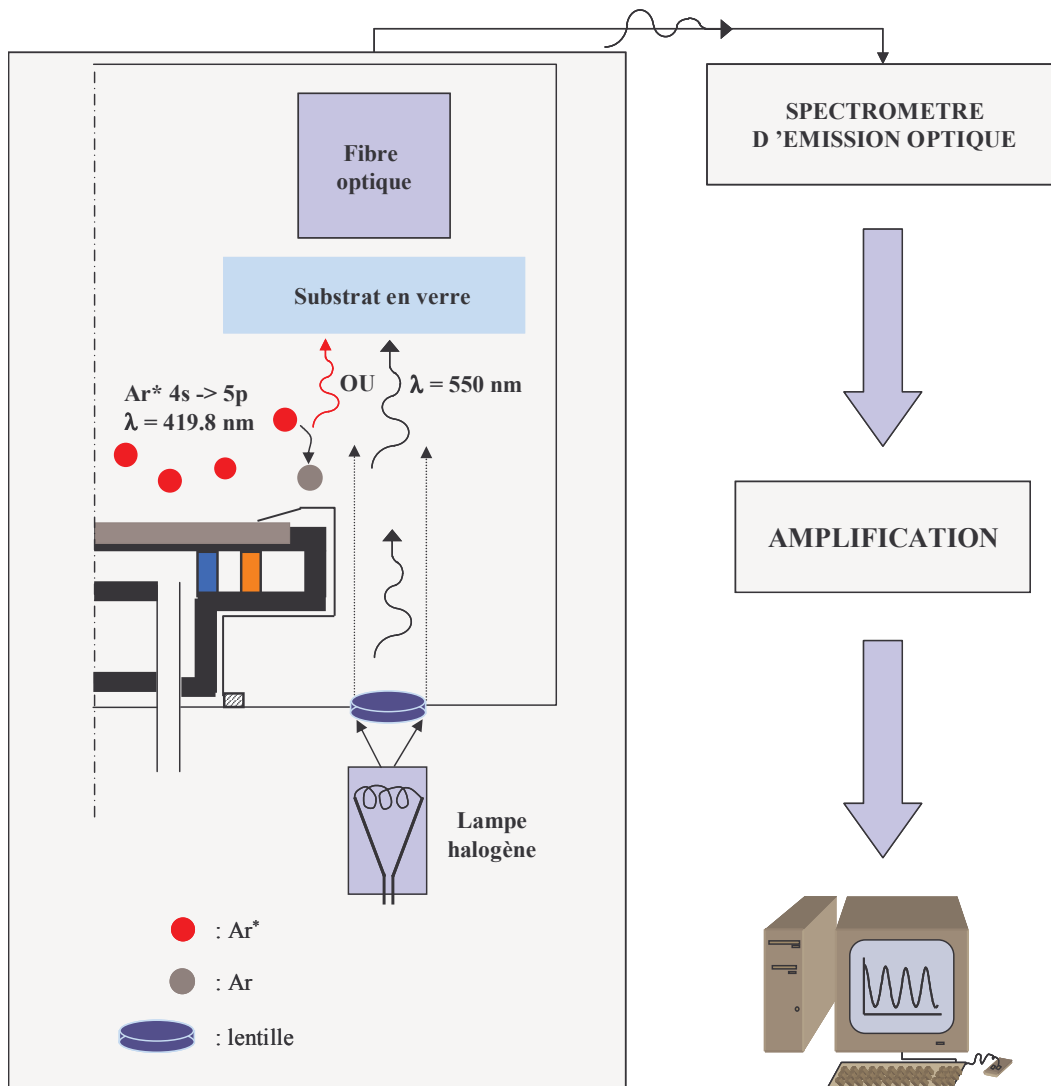 SPECTROMETRE
D ’EMISSION OPTIQUE
Fibre
optique
Substrat en verre
OU
λ = 550 nm
Ar* 4s -> 5p
λ = 419.8 nm
AMPLIFICATION
Lampe
halogène
: Ar*
: Ar
: lentille